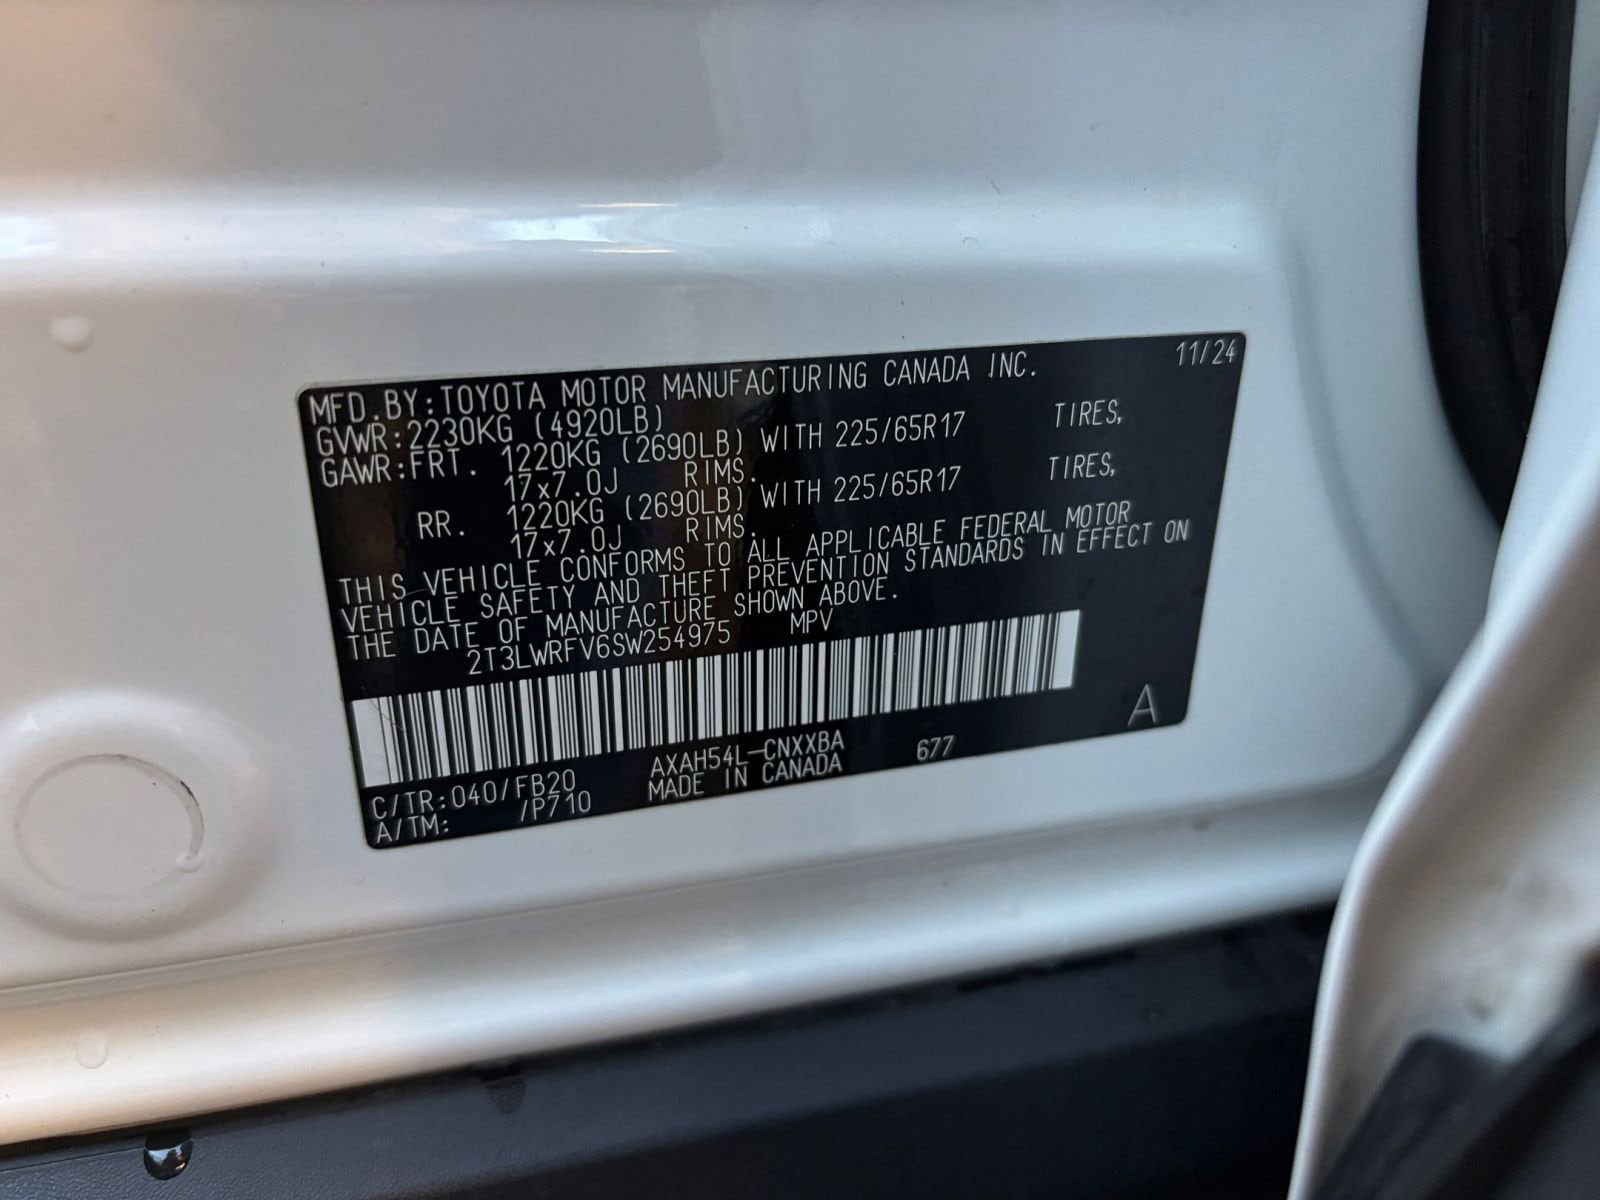 11/24
MFD.BY:TOYOTA MOTOR MANUFACTURING CANADA INC.
GVWR:2230KG (4920LB)
GAWR:FRT. 1220KG (2690LB) WITH 225/65R17 TIRES,
17x7.0J RIMS.
RR. 1220KG (2690LB) WITH 225/65R17 TIRES,
17x7.0J RIMS.
THIS VEHICLE CONFORMS TO ALL APPLICABLE FEDERAL MOTOR
VEHICLE SAFETY AND THEFT PREVENTION STANDARDS IN EFFECT ON
THE DATE OF MANUFACTURE SHOWN ABOVE.
2T3LWRFV6SW254975 MPV
A
C/TR:040/FB20 AXAH54L-CNXXBA 677
A/TM: /P710 MADE IN CANADA